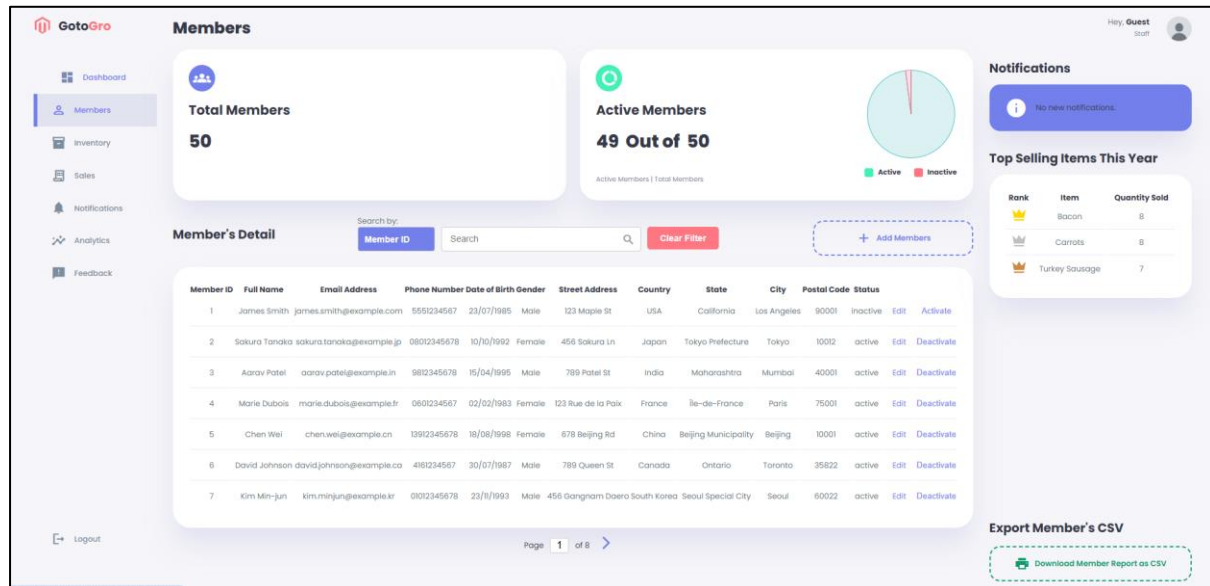 GotoGro
Members
Hey, Guest
Staff
Dashboard
Members
Inventory
Sales
Notifications
Analytics
Feedback
Logout
Total Members
50
Active Members
49 Out of 50
Active Members | Total Members
Active Inactive
Member's Detail
Search by:
Member ID
Search
Clear Filter
+ Add Members
Member ID Full Name Email Address Phone Number Date of Birth Gender Street Address Country State City Postal Code Status
1 James Smith james.smith@example.com 5551234567 23/07/1985 Male 123 Maple St USA California Los Angeles 90001 inactive Edit Activate
2 Sakura Tanaka sakura.tanaka@example.jp 08012345678 10/10/1992 Female 456 Sakura Ln Japan Tokyo Prefecture Tokyo 10012 active Edit Deactivate
3 Aarav Patel aarav.patel@example.in 9812345678 15/04/1995 Male 789 Patel St India Maharashtra Mumbai 40001 active Edit Deactivate
4 Marie Dubois marie.dubois@example.fr 0601234567 02/02/1983 Female 123 Rue de la Paix France Île-de-France Paris 75001 active Edit Deactivate
5 Chen Wei chen.wei@example.cn 13912345678 18/08/1998 Female 678 Beijing Rd China Beijing Municipality Beijing 10001 active Edit Deactivate
6 David Johnson david.johnson@example.ca 4161234567 30/07/1987 Male 789 Queen St Canada Ontario Toronto 35822 active Edit Deactivate
7 Kim Min-jun kim.minjun@example.kr 01012345678 23/11/1993 Male 456 Gangnam Daero South Korea Seoul Special City Seoul 60022 active Edit Deactivate
Page 1 of 8
Notifications
No new notifications.
Top Selling Items This Year
Rank Item Quantity Sold
Bacon 8
Carrots 8
Turkey Sausage 7
Export Member's CSV
Download Member Report as CSV